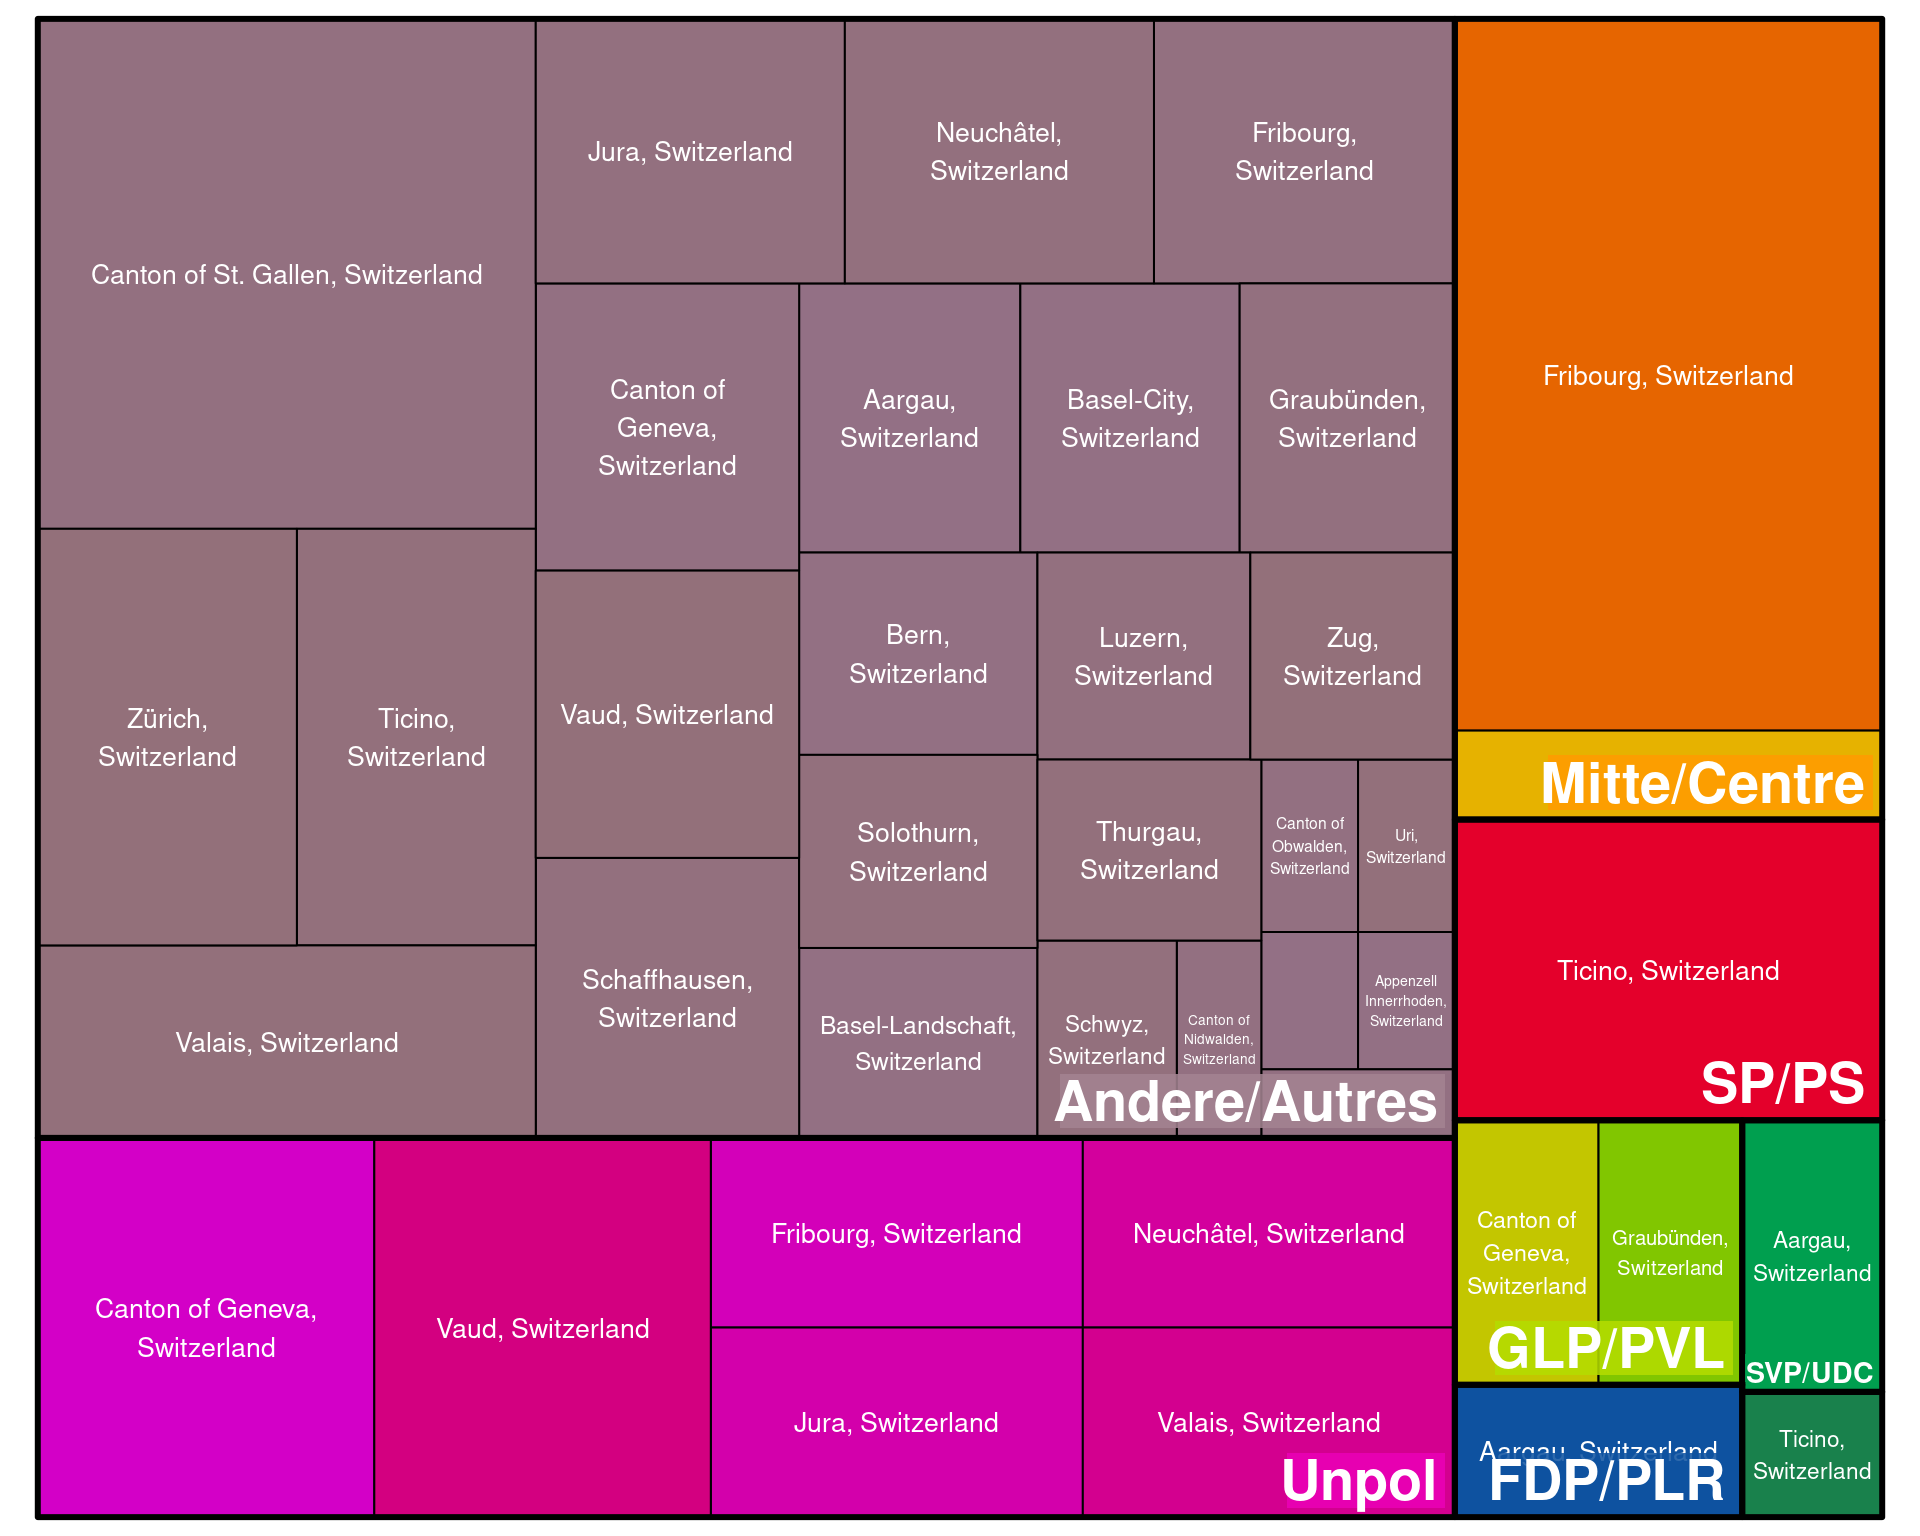 Canton of St. Gallen, Switzerland
Jura, Switzerland
Neuchâtel,
Switzerland
Fribourg,
Switzerland
Canton of
Geneva,
Switzerland
Aargau,
Switzerland
Basel-City,
Switzerland
Graubünden,
Switzerland
Zürich,
Switzerland
Ticino,
Switzerland
Vaud, Switzerland
Bern,
Switzerland
Luzern,
Switzerland
Zug,
Switzerland
Solothurn,
Switzerland
Thurgau,
Switzerland
Canton of
Obwalden,
Switzerland
Uri,
Switzerland
Valais, Switzerland
Schaffhausen,
Switzerland
Basel-Landschaft,
Switzerland
Schwyz,
Switzerland
Canton of
Nidwalden,
Switzerland
Appenzell
Innerrhoden,
Switzerland
Andere/Autres
Fribourg, Switzerland
Mitte/Centre
Ticino, Switzerland
SP/PS
Canton of Geneva,
Switzerland
Vaud, Switzerland
Fribourg, Switzerland
Neuchâtel, Switzerland
Jura, Switzerland
Valais, Switzerland
Unpol
Canton of
Geneva,
Switzerland
Graubünden,
Switzerland
GLP/PVL
Aargau,
Switzerland
SVP/UDC
Aargau, Switzerland
FDP/PLR
Ticino,
Switzerland